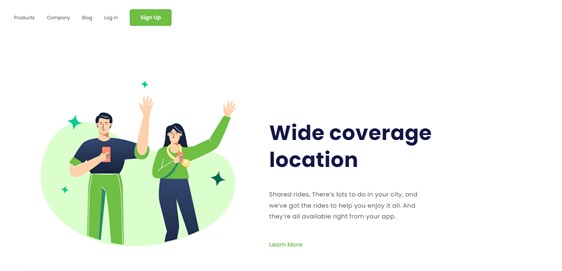 Products Company Blog Log in Sign Up
Wide coverage
location
Shared rides, There's lots to do in your city, and
we've got the rides to help you enjoy it all. And
they're all available right from your app.
Learn More